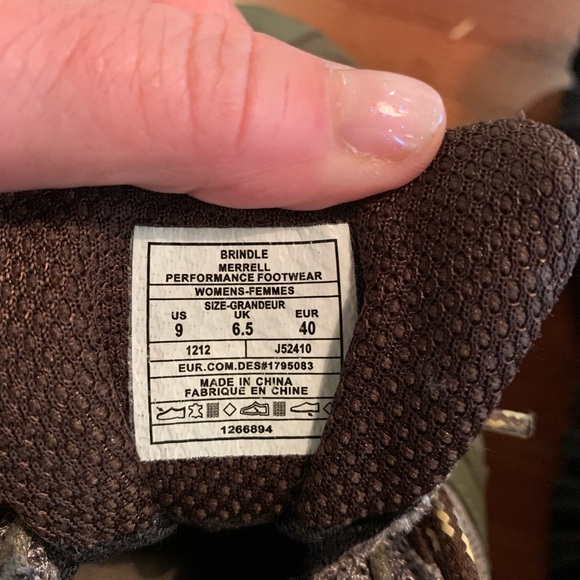 BRINDLE
MERRELL
PERFORMANCE FOOTWEAR
WOMENS-FEMMES
SIZE-GRANDEUR
US UK EUR
9 6.5 40
1212 J52410
EUR.COM.DES#1795083
MADE IN CHINA
FABRIQUE EN CHINE
1266894